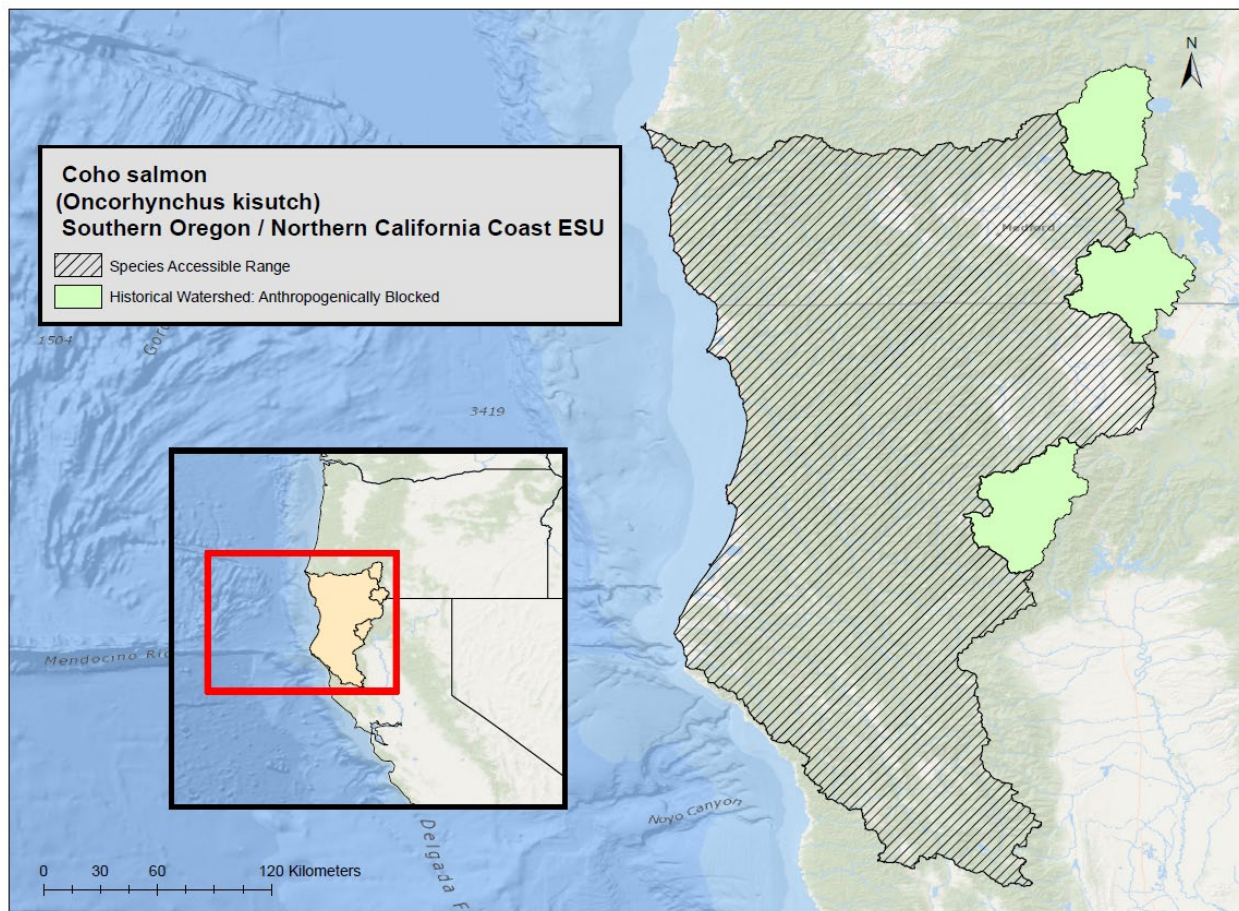 N
Coho salmon
(Oncorhynchus kisutch)
Southern Oregon / Northern California Coast ESU
Species Accessible Range
Historical Watershed: Anthropogenically Blocked
Medford
1504
3419
Mendocino
Noyo Canyon
Delgada
0 30 60 120 Kilometers